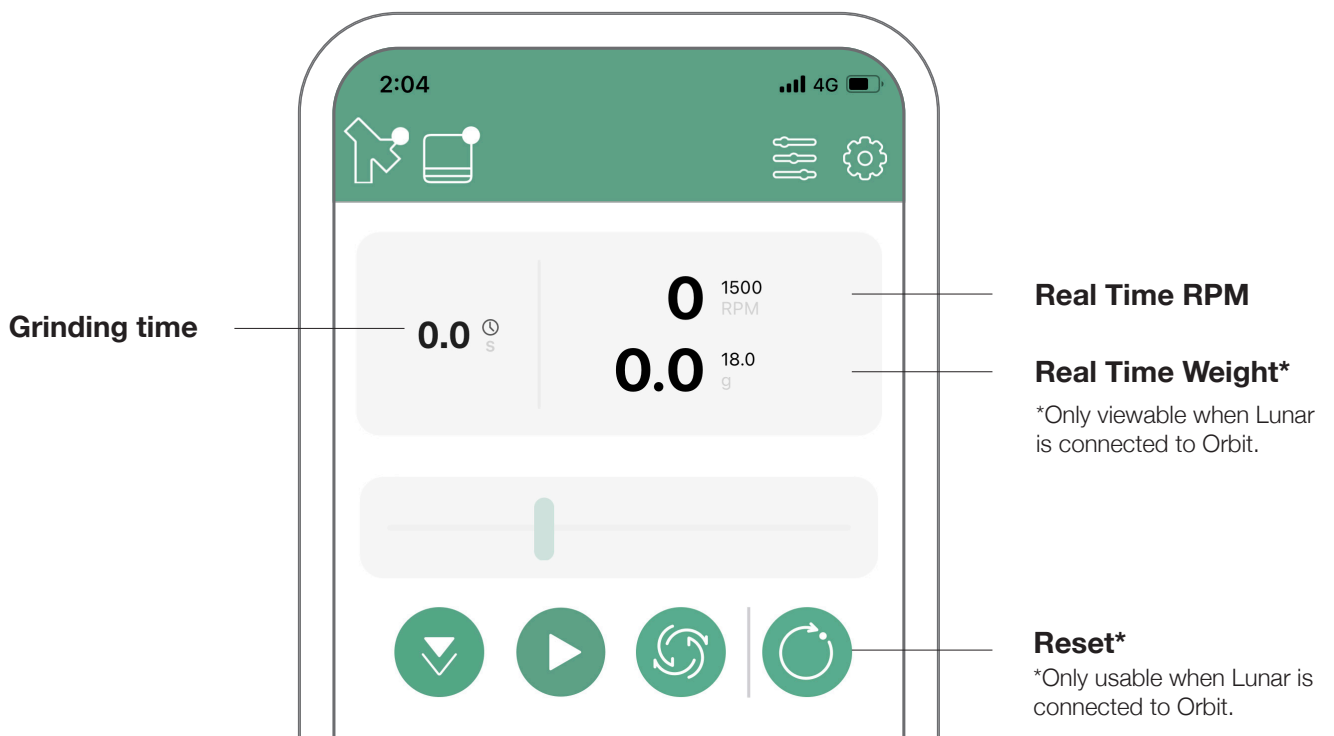 2:04
4G
Grinding time
0.0
s
0
1500
RPM
0.0
18.0
g
Real Time RPM
Real Time Weight*
*Only viewable when Lunar
is connected to Orbit.
Reset*
*Only usable when Lunar is
connected to Orbit.